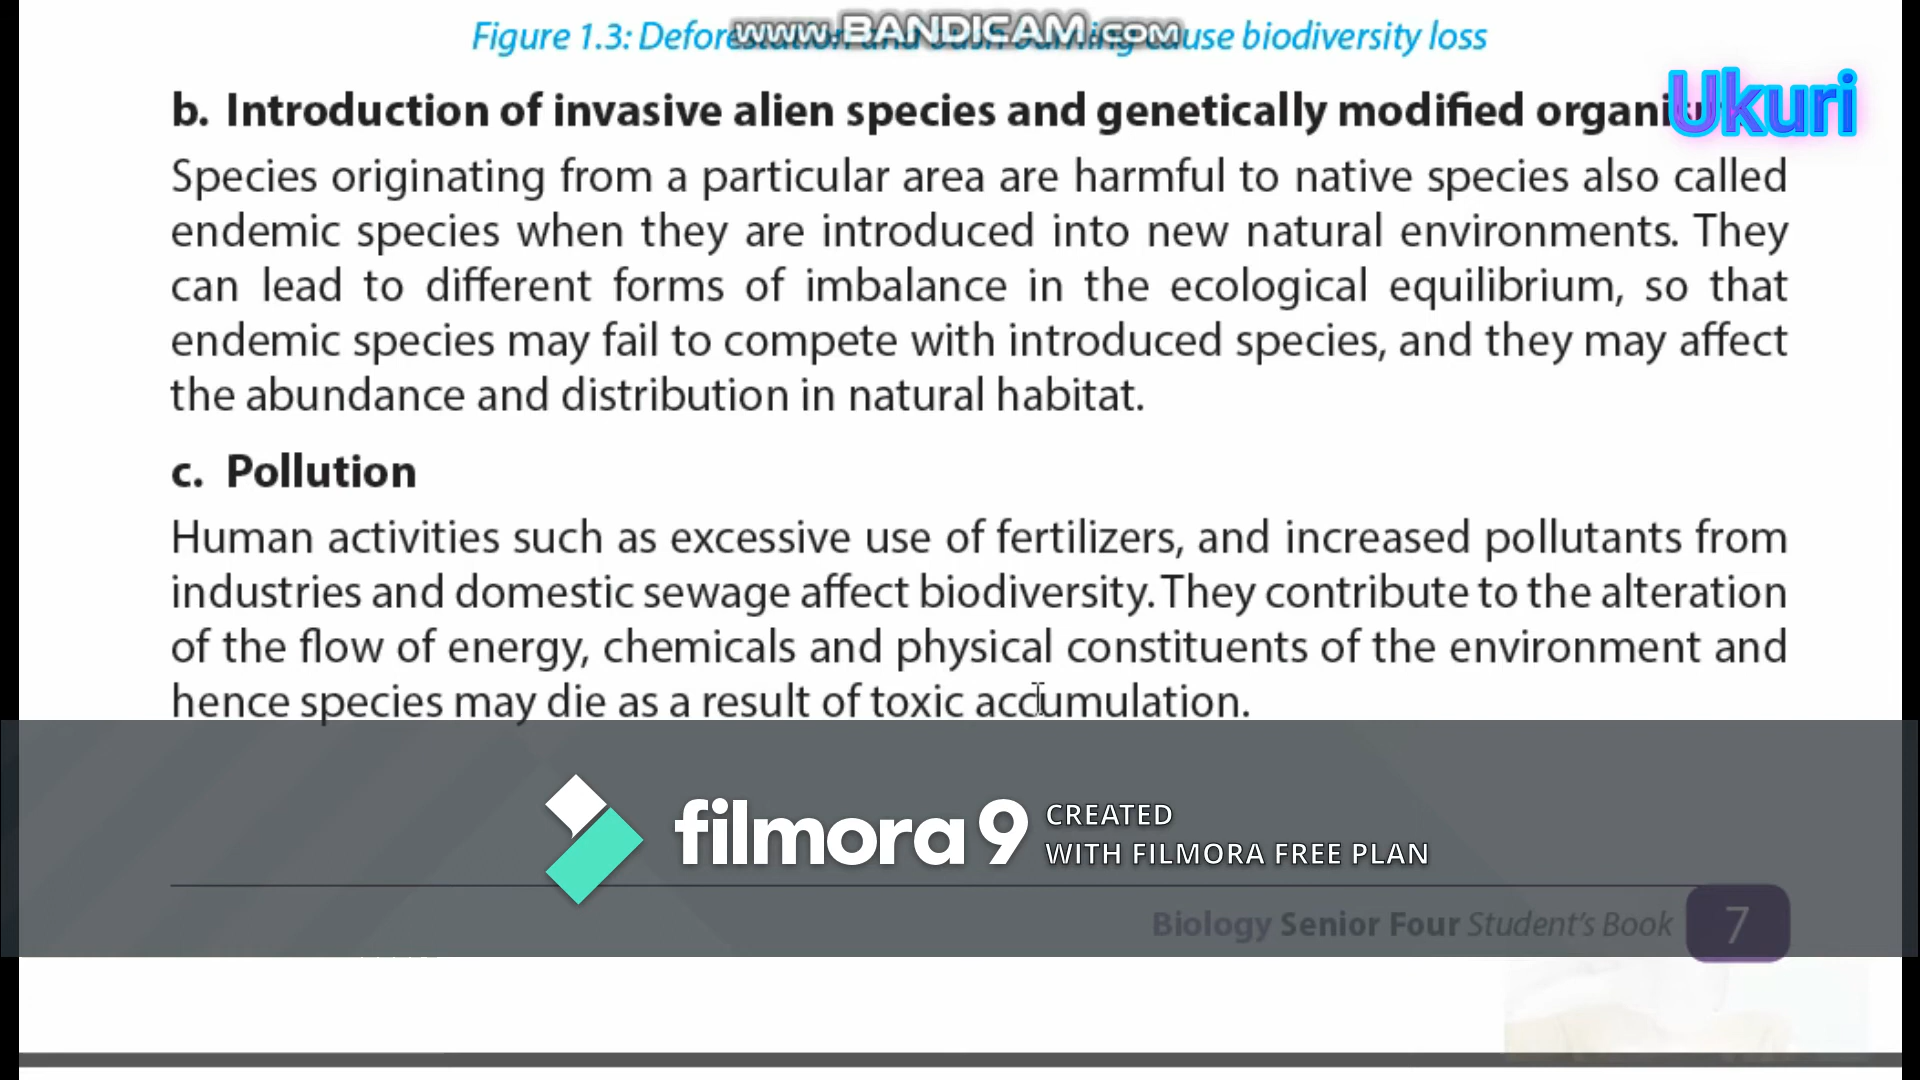 www.BANDICAM.com
Figure 1.3: Deforestation and bush burning cause biodiversity loss
Ukuri
b. Introduction of invasive alien species and genetically modified
Species originating from a particular area are harmful to native species also called
endemic species when they are introduced into new natural environments. They
can lead to different forms of imbalance in the ecological equilibrium, so that
endemic species may fail to compete with introduced species, and they may affect
the abundance and distribution in natural habitat.
c. Pollution
Human activities such as excessive use of fertilizers, and increased pollutants from
industries and domestic sewage affect biodiversity. They contribute to the alteration
of the flow of energy, chemicals and physical constituents of the environment and
hence species may die as a result of toxic accumulation.
filmora 9
CREATED
WITH FILMORA FREE PLAN
Biology Senior Four Student's Book 7